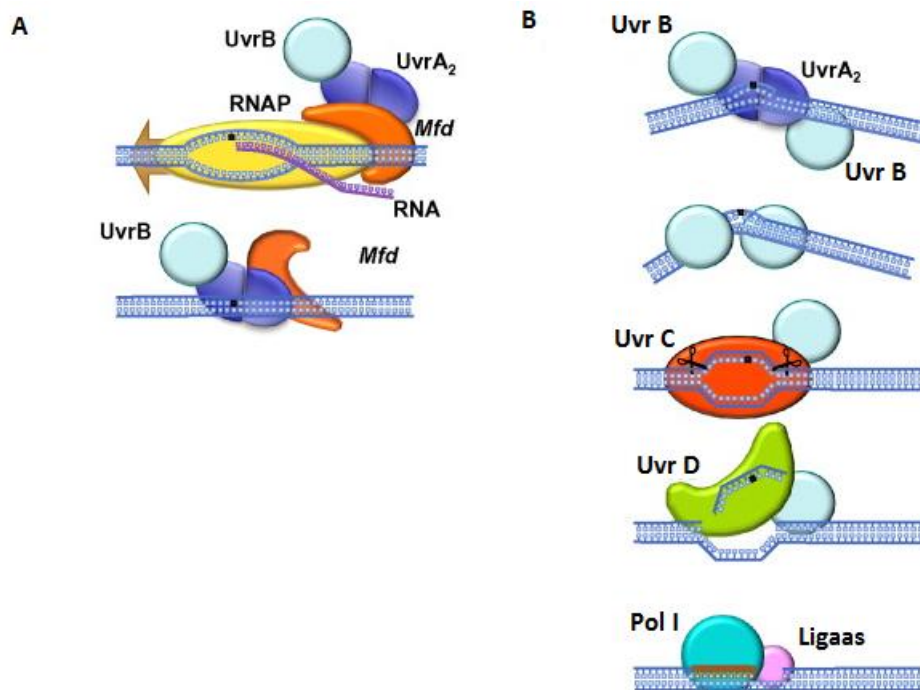 A
UvrB
UvrA2
RNAP
Mfd
RNA
UvrB
Mfd
B
Uvr B
UvrA2
Uvr B
Uvr C
Uvr D
Pol I
Ligaas